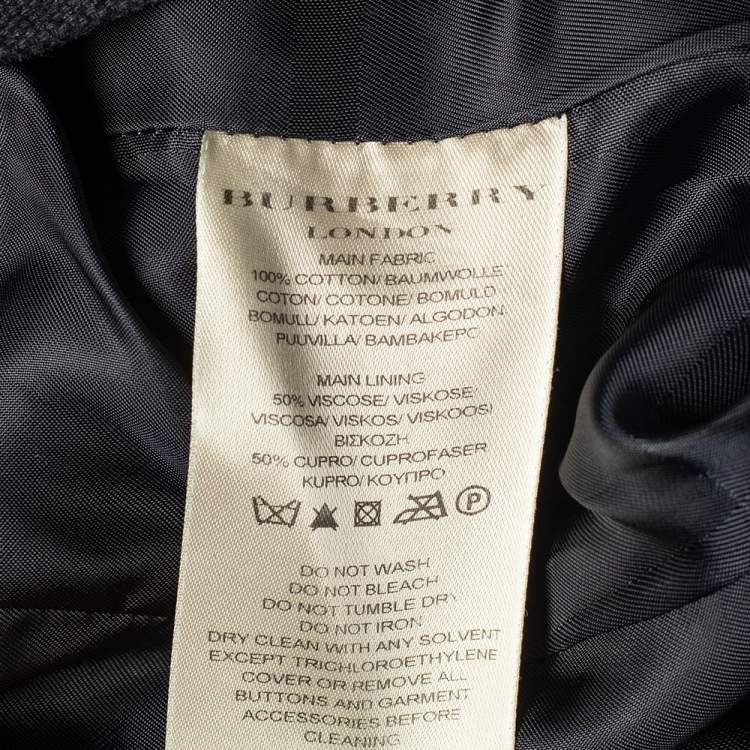 BURBERRY
LONDON
MAIN FABRIC
100% COTTON/ BAUMWOLLE
COTON/ COTONE/ BOMULD
BOMULL/ KATOEN/ ALGODON
PUUVILLA/ ΒΑΜΒΑΚΕΡΟ
MAIN LINING
50% VISCOSE/ VISKOSE/
VISCOSA/ VISKOS/ VISKOOSI
ΒΙΣΚΟΖΗ
50% CUPRO/ CUPROFASER
KUPRO/ ΚΟΥΠΡΟ
P
DO NOT WASH
DO NOT BLEACH
DO NOT TUMBLE DRY
DO NOT IRON
DRY CLEAN WITH ANY SOLVENT
EXCEPT TRICHLOROETHYLENE
COVER OR REMOVE ALL
BUTTONS AND GARMENT
ACCESSORIES BEFORE
CLEANING